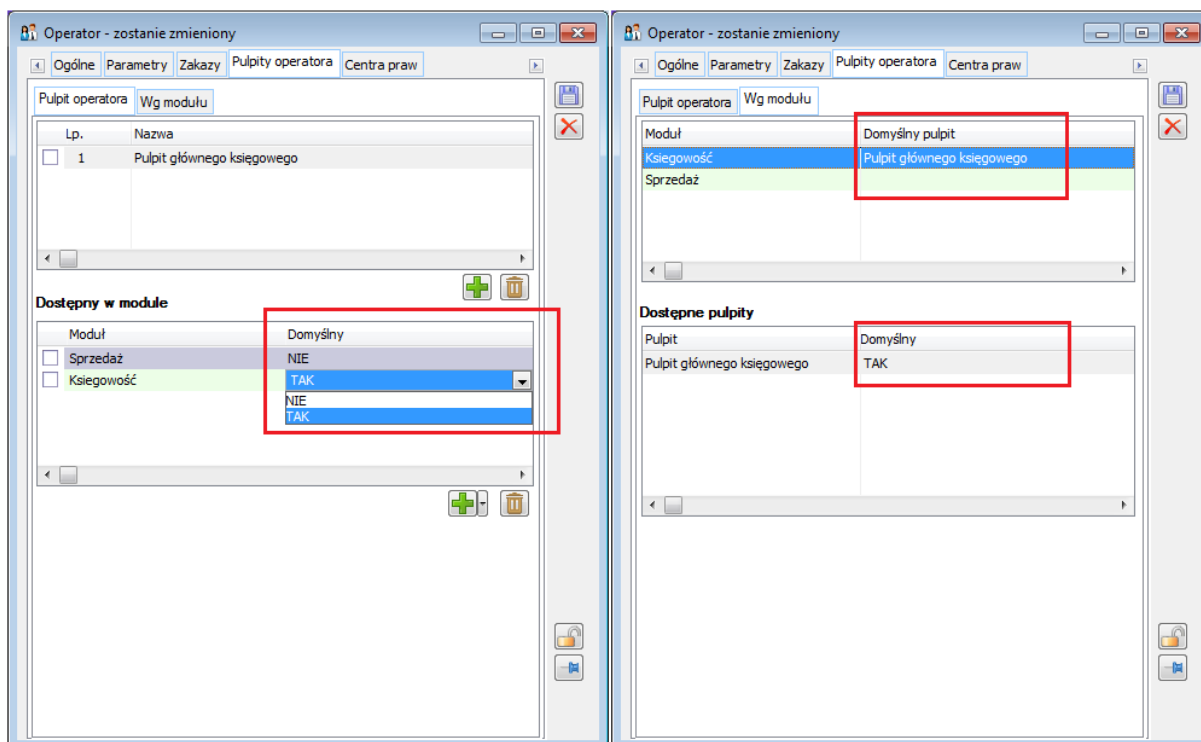 Operator - zostanie zmieniony
Ogólne Parametry Zakazy Pulpity operatora Centra praw
Pulpit operatora Wg modułu
Lp. Nazwa
1 Pulpit głównego księgowego
Dostępny w module
Moduł Domyślny
Sprzedaż NIE
Ksiegowość TAK
NIE
TAK
Operator - zostanie zmieniony
Ogólne Parametry Zakazy Pulpity operatora Centra praw
Pulpit operatora Wg modułu
Moduł Domyślny pulpit
Ksiegowość Pulpit głównego księgowego
Sprzedaż
Dostępne pulpity
Pulpit Domyślny
Pulpit głównego księgowego TAK